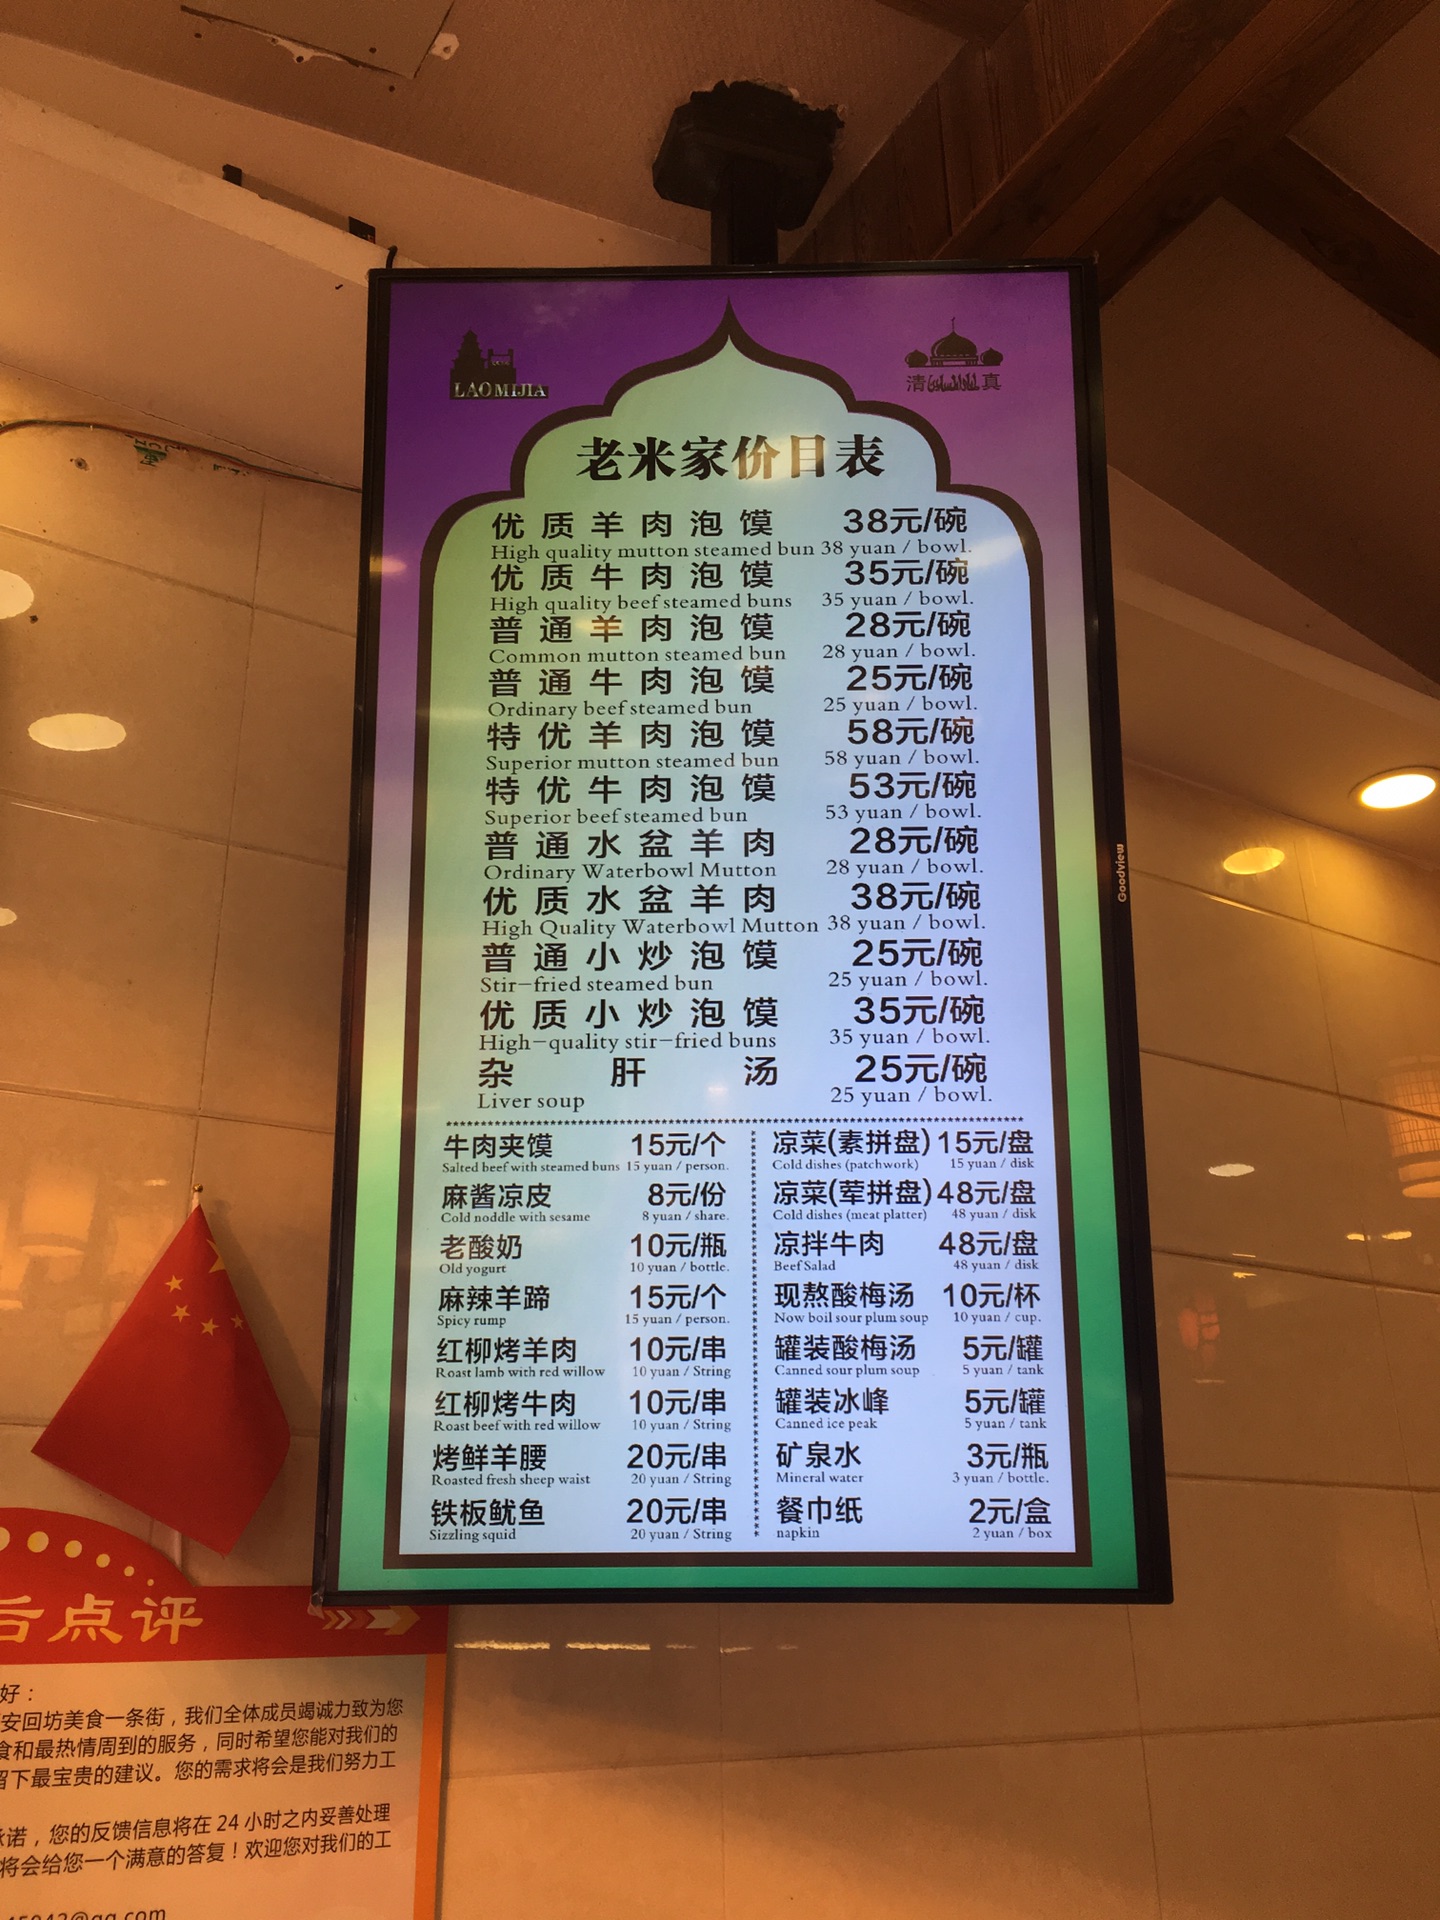 LAOMIJIA
清 真
老米家价目表
优质羊肉泡馍 38元/碗
High quality mutton steamed bun 38 yuan / bowl.
优质牛肉泡馍 35元/碗
High quality beef steamed buns 35 yuan / bowl.
普通羊肉泡馍 28元/碗
Common mutton steamed bun 28 yuan / bowl.
普通牛肉泡馍 25元/碗
Ordinary beef steamed bun 25 yuan / bowl.
特优羊肉泡馍 58元/碗
Superior mutton steamed bun 58 yuan / bowl.
特优牛肉泡馍 53元/碗
Superior beef steamed bun 53 yuan / bowl.
普通水盆羊肉 28元/碗
Ordinary Waterbowl Mutton 28 yuan / bowl.
优质水盆羊肉 38元/碗
High Quality Waterbowl Mutton 38 yuan / bowl.
普通小炒泡馍 25元/碗
Stir-fried steamed bun 25 yuan / bowl.
优质小炒泡馍 35元/碗
High-quality stir-fried buns 35 yuan / bowl.
杂肝汤 25元/碗
Liver soup 25 yuan / bowl.
牛肉夹馍 15元/个
Salted beef with steamed buns 15 yuan / person.
麻酱凉皮 8元/份
Cold noddle with sesame 8 yuan / share.
老酸奶 10元/瓶
Old yogurt 10 yuan / bottle.
麻辣羊蹄 15元/个
Spicy rump 15 yuan / person.
红柳烤羊肉 10元/串
Roast lamb with red willow 10 yuan / String
红柳烤牛肉 10元/串
Roast beef with red willow 10 yuan / String
烤鲜羊腰 20元/串
Roasted fresh sheep waist 20 yuan / String
铁板鱿鱼 20元/串
Sizzling squid 20 yuan / String
凉菜(素拼盘) 15元/盘
Cold dishes (patchwork) 15 yuan / disk
凉菜(荤拼盘) 48元/盘
Cold dishes (meat platter) 48 yuan / disk
凉拌牛肉 48元/盘
Beef Salad 48 yuan / disk
现熬酸梅汤 10元/杯
Now boil sour plum soup 10 yuan / cup.
罐装酸梅汤 5元/罐
Canned sour plum soup 5 yuan / tank
罐装冰峰 5元/罐
Canned ice peak 5 yuan / tank
矿泉水 3元/瓶
Mineral water 3 yuan / bottle.
餐巾纸 2元/盒
napkin 2 yuan / box
Goodview
后点评
好：
安回坊美食一条街，我们全体成员竭诚力致为您
食和最热情周到的服务，同时希望您能对我们的
留下最宝贵的建议。您的需求将会是我们努力工
承诺，您的反馈信息将在 24 小时之内妥善处理
将会给您一个满意的答复！欢迎您对我们的工
45942@qq.com